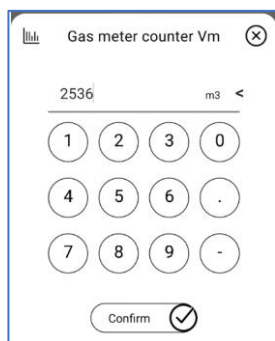 Gas meter counter Vm
2536 m3 <
1 2 3 0
4 5 6 .
7 8 9 -
Confirm